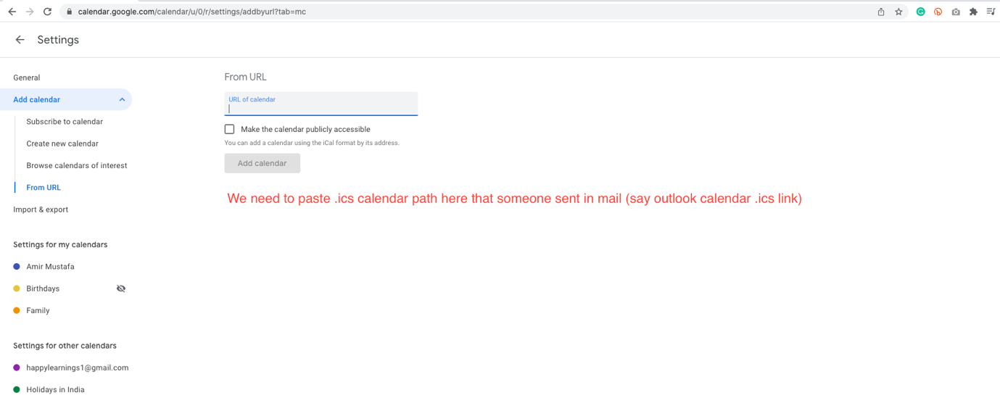 calendar.google.com/calendar/u/0/r/settings/addbyurl?tab=mc
Settings
General
Add calendar
Subscribe to calendar
Create new calendar
Browse calendars of interest
From URL
Import & export
Settings for my calendars
Amir Mustafa
Birthdays
Family
Settings for other calendars
happylearnings1@gmail.com
Holidays in India
From URL
URL of calendar
Make the calendar publicly accessible
You can add a calendar using the iCal format by its address.
Add calendar
We need to paste .ics calendar path here that someone sent in mail (say outlook calendar .ics link)